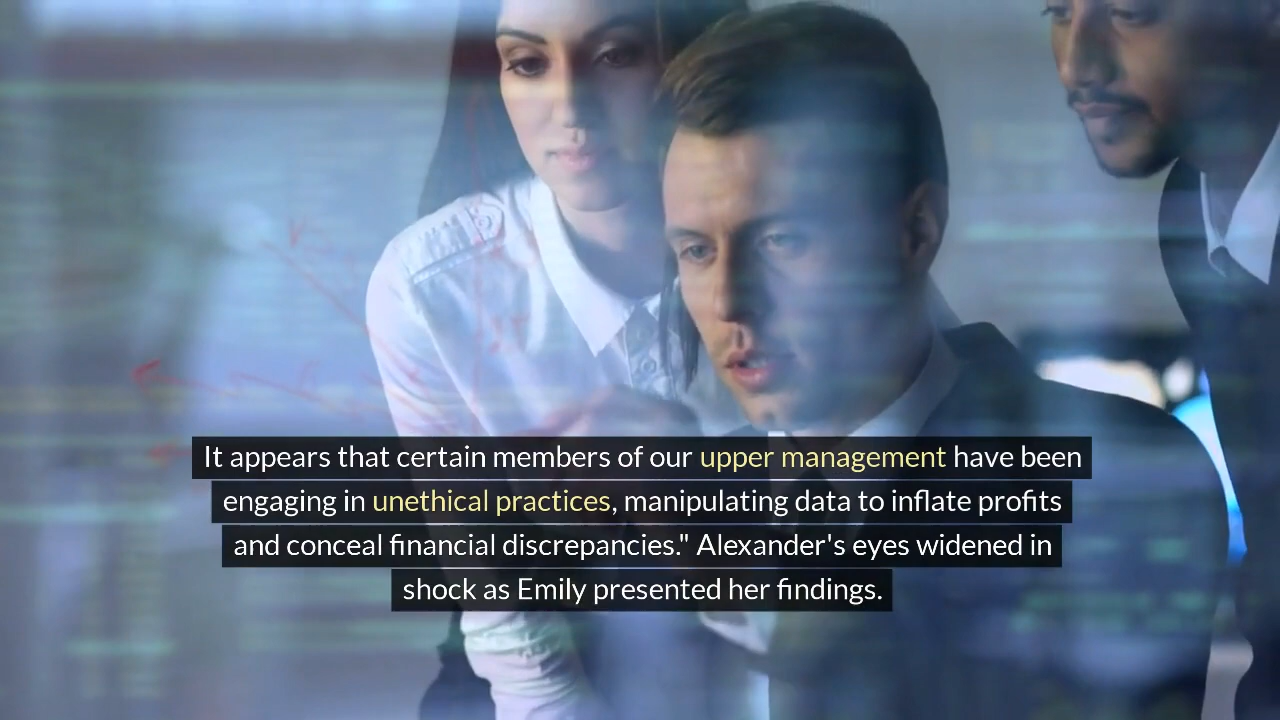 It appears that certain members of our upper management have been
engaging in unethical practices, manipulating data to inflate profits
and conceal financial discrepancies." Alexander's eyes widened in
shock as Emily presented her findings.